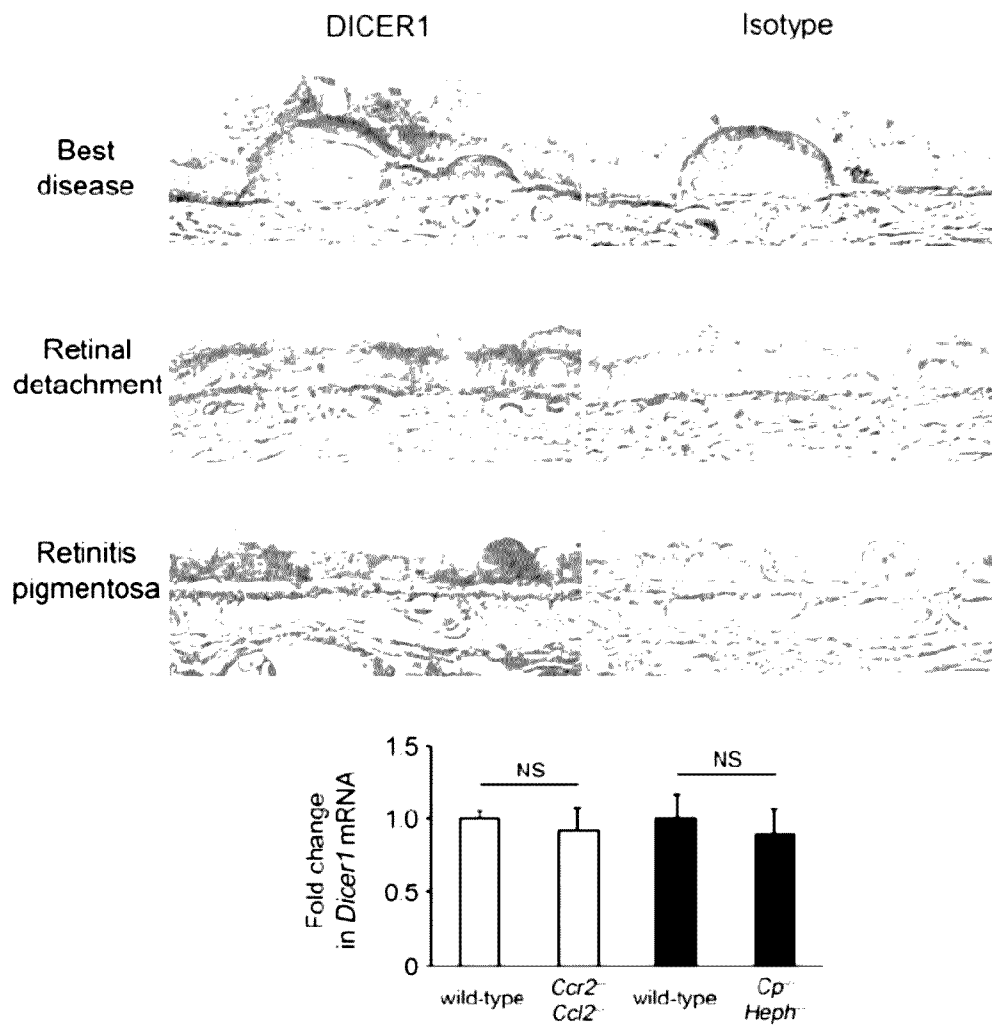 DICER1
Isotype
Best
disease
Retinal
detachment
Retinitis
pigmentosa
Fold change
in Dicer1 mRNA
1.5
1.0
0.5
0
NS
NS
wild-type
Ccr2-/-
Ccl2-/-
wild-type
Cp-/-
Heph-/-